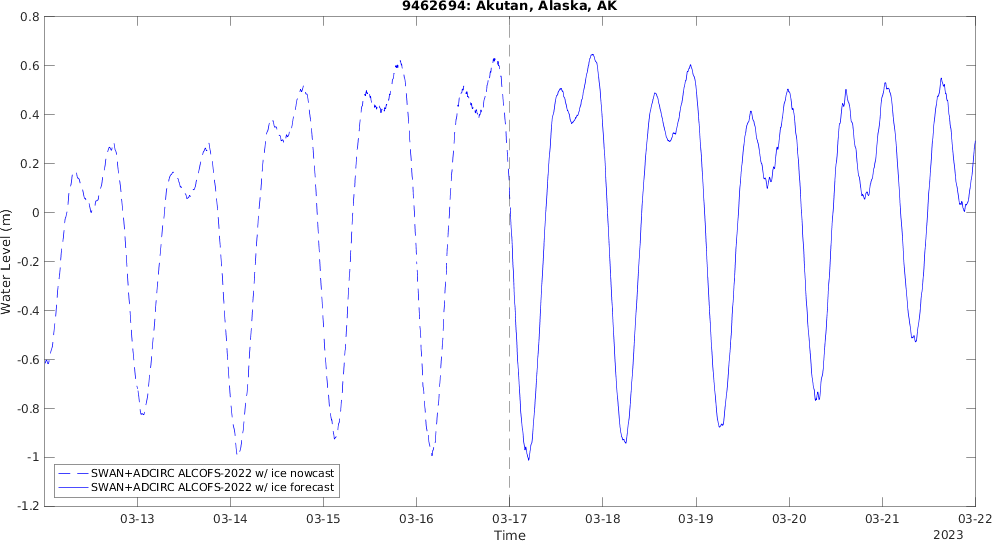 9462694: Akutan, Alaska, AK
0.8
0.6
0.4
0.2
0
-0.2
-0.4
-0.6
-0.8
-1
-1.2
Water Level (m)
SWAN+ADCIRC ALCOFS-2022 w/ ice nowcast
SWAN+ADCIRC ALCOFS-2022 w/ ice forecast
03-13 03-14 03-15 03-16 03-17 03-18 03-19 03-20 03-21 03-22
Time
2023